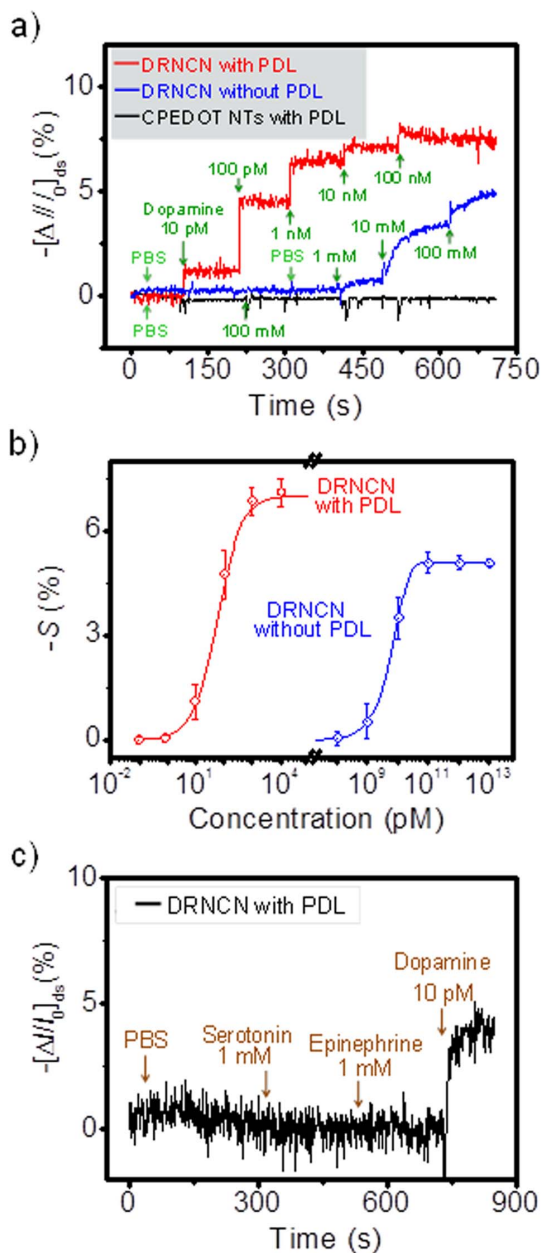 a)
DRNCN with PDL
DRNCN without PDL
CPEDOT NTs with PDL
-[Δ I/I0]ds (%)
10
5
0
100 pM
Dopamine
10 pM
PBS
PBS
1 nM
PBS
10 nM
1 mM
100 nM
10 mM
100 mM
100 mM
0 150 300 450 600 750
Time (s)
b)
-S (%)
6
3
0
DRNCN
with PDL
DRNCN
without PDL
10-2 101 104 109 1011 1013
Concentration (pM)
c)
DRNCN with PDL
-[ΔI/I0]ds (%)
10
5
0
PBS
Serotonin
1 mM
Epinephrine
1 mM
Dopamine
10 pM
0 300 600 900
Time (s)